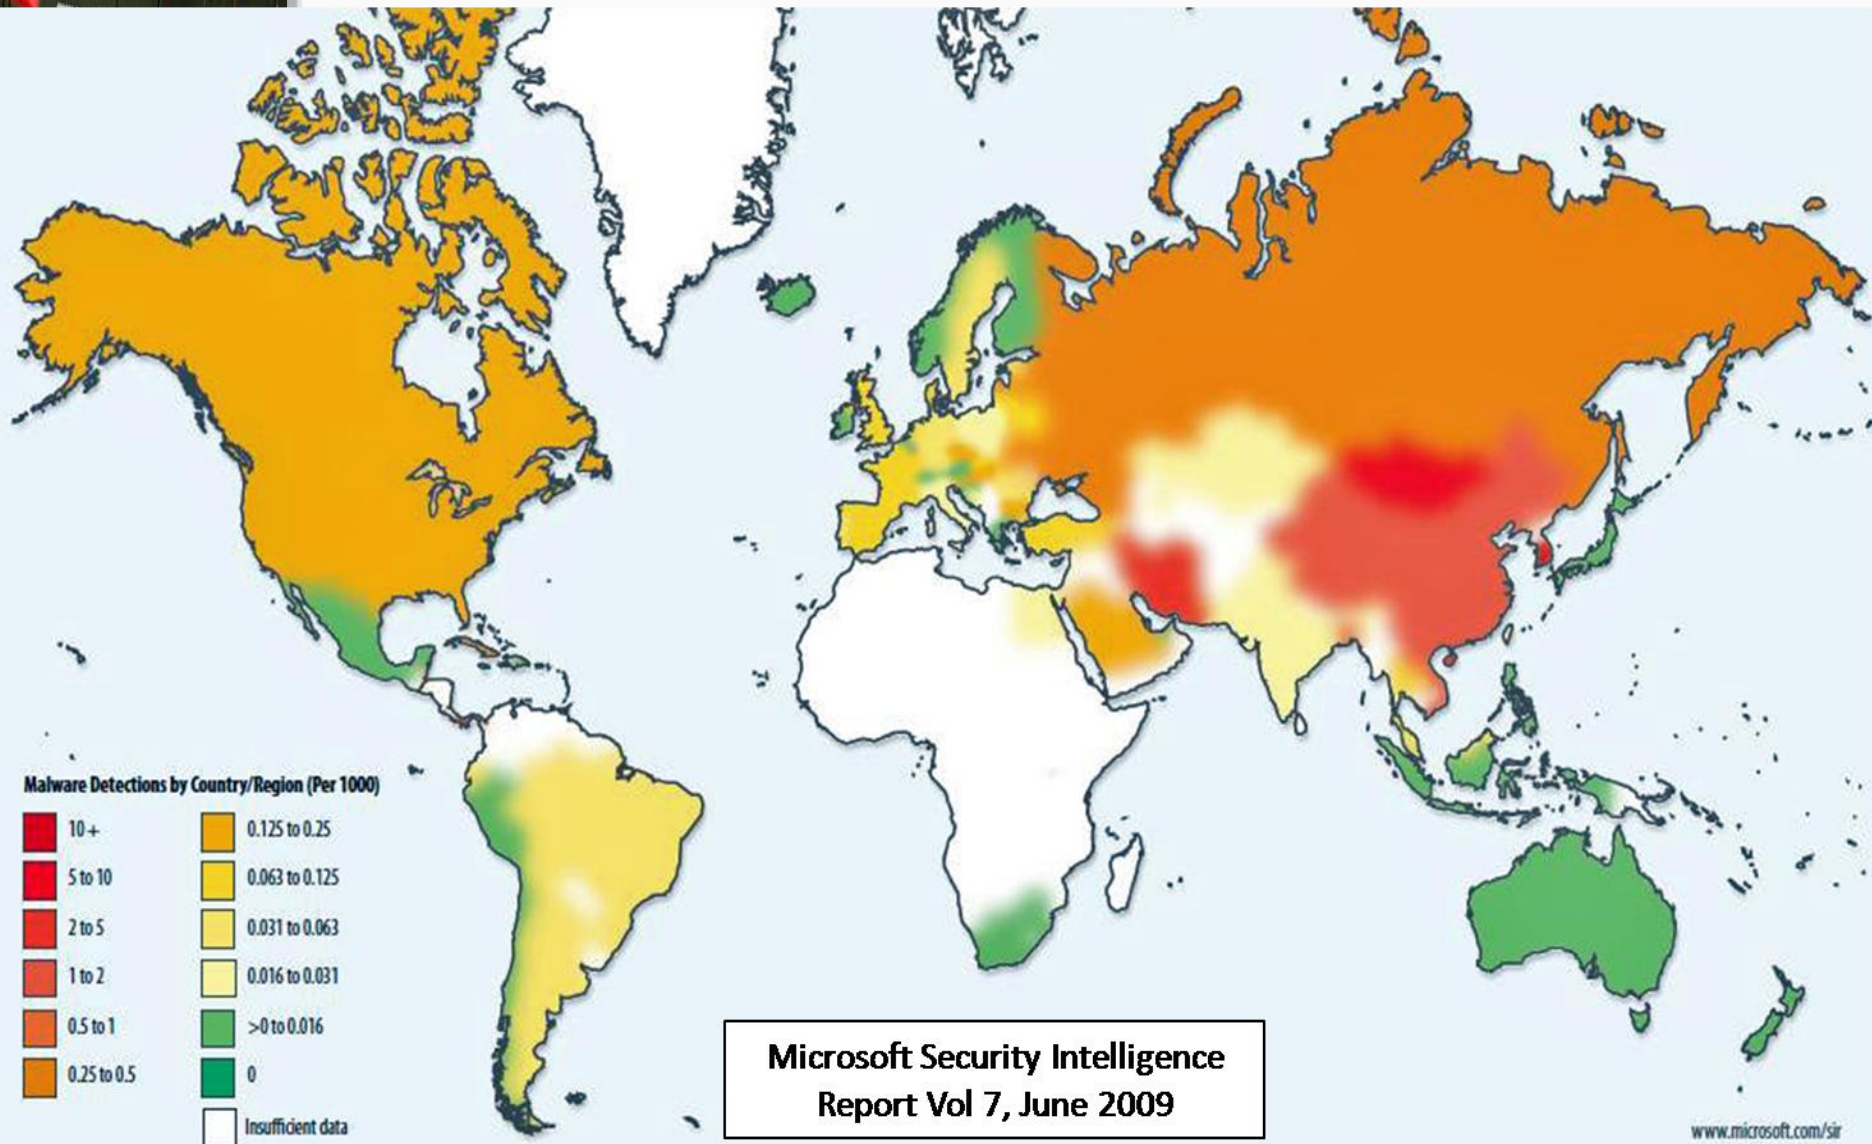 Malware Detections by Country/Region (Per 1000)
10 +
5 to 10
2 to 5
1 to 2
0.5 to 1
0.25 to 0.5
0.125 to 0.25
0.063 to 0.125
0.031 to 0.063
0.016 to 0.031
>0 to 0.016
0
Insufficient data
Microsoft Security Intelligence
Report Vol 7, June 2009
www.microsoft.com/sir